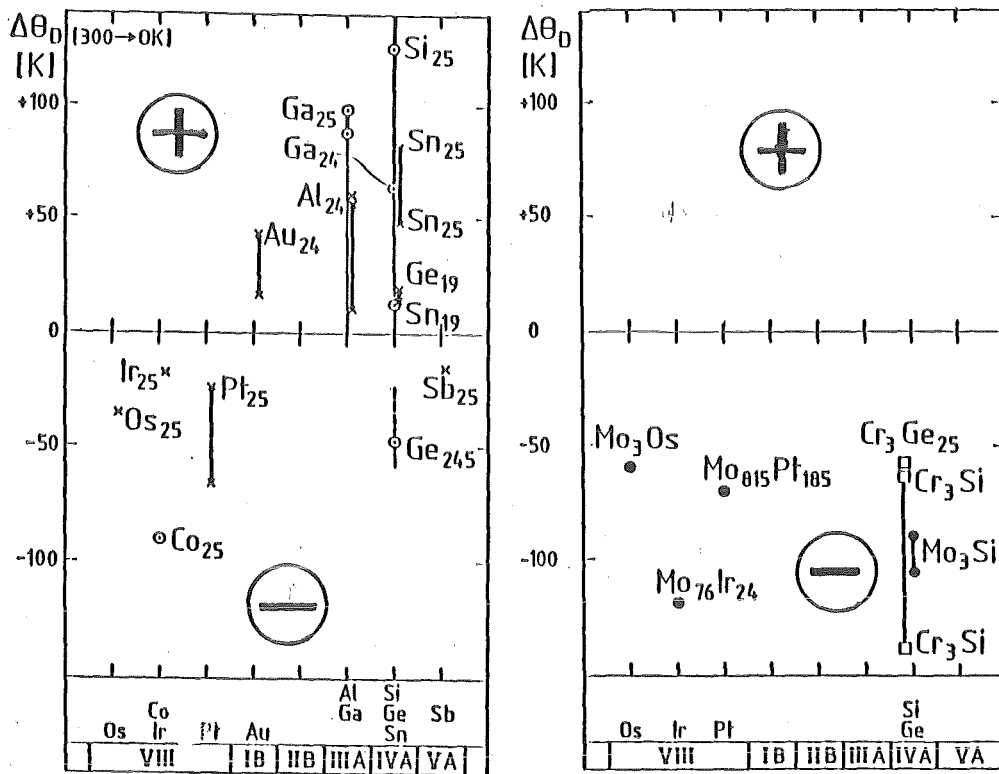 Δθ_D (300→0K)
[K]
+100
+50
0
-50
-100
Si₂₅
Ga₂₅
Ga₂₄
Sn₂₅
Al₂₄
Sn₂₅
Au₂₄
Ge₁₉
Sn₁₉
Ir₂₅
Pt₂₅
Sb₂₅
Os₂₅
Ge₂₄₅
Co₂₅
Al Si
Co Ga Ge Sb
Os Ir Pt Au Sn
VIII IB IIB IIIA IVA VA
Δθ_D
[K]
+100
+50
0
-50
-100
Cr₃Ge₂₅
Mo₃Os
Mo₈₁₅Pt₁₈₅
Cr₃Si
Mo₃Si
Mo₇₆Ir₂₄
Cr₃Si
Si
Os Ir Pt Ge
VIII IB IIB IIIA IVA VA